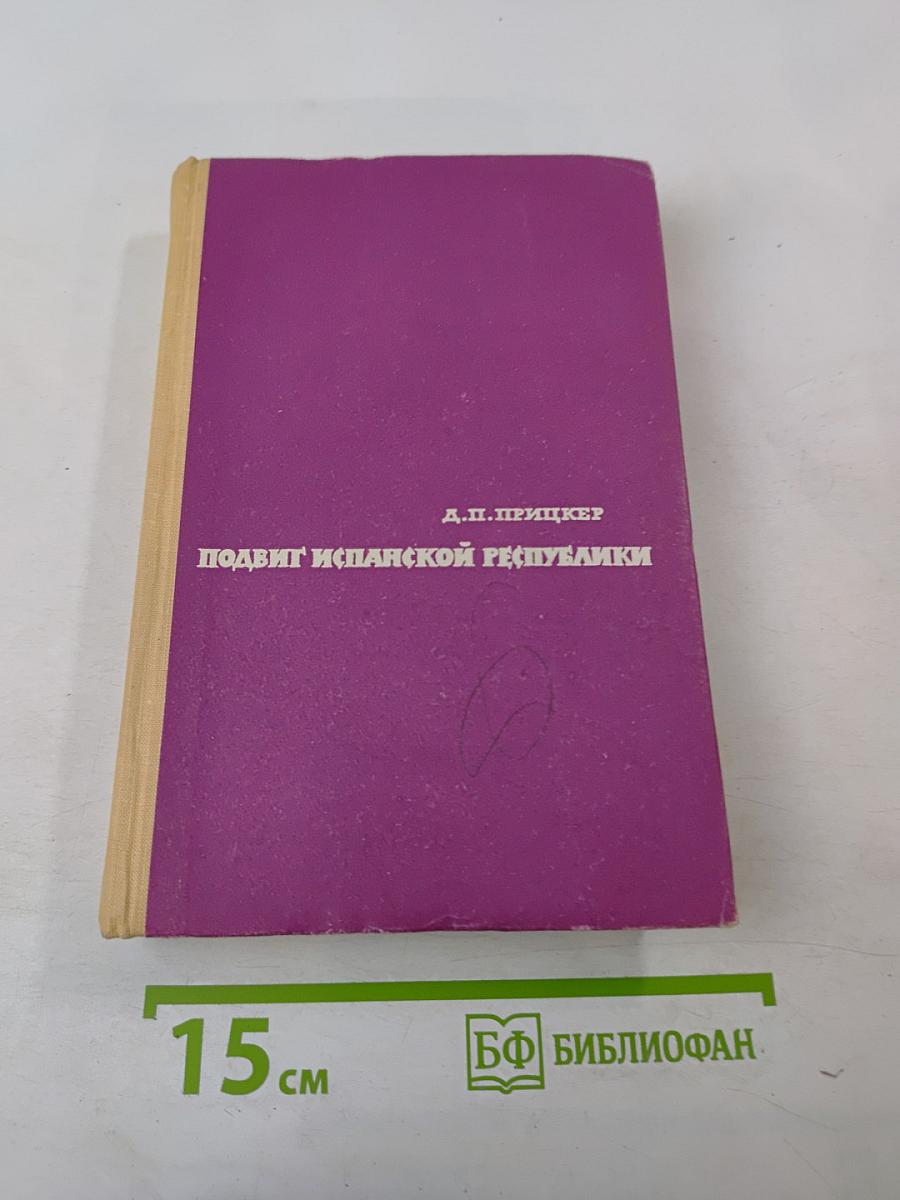 Д.П.ПРИЦКЕР
ПОДВИГ ИСПАНСКОЙ РЕСПУБЛИКИ
15 см
БФ БИБЛИОФАН